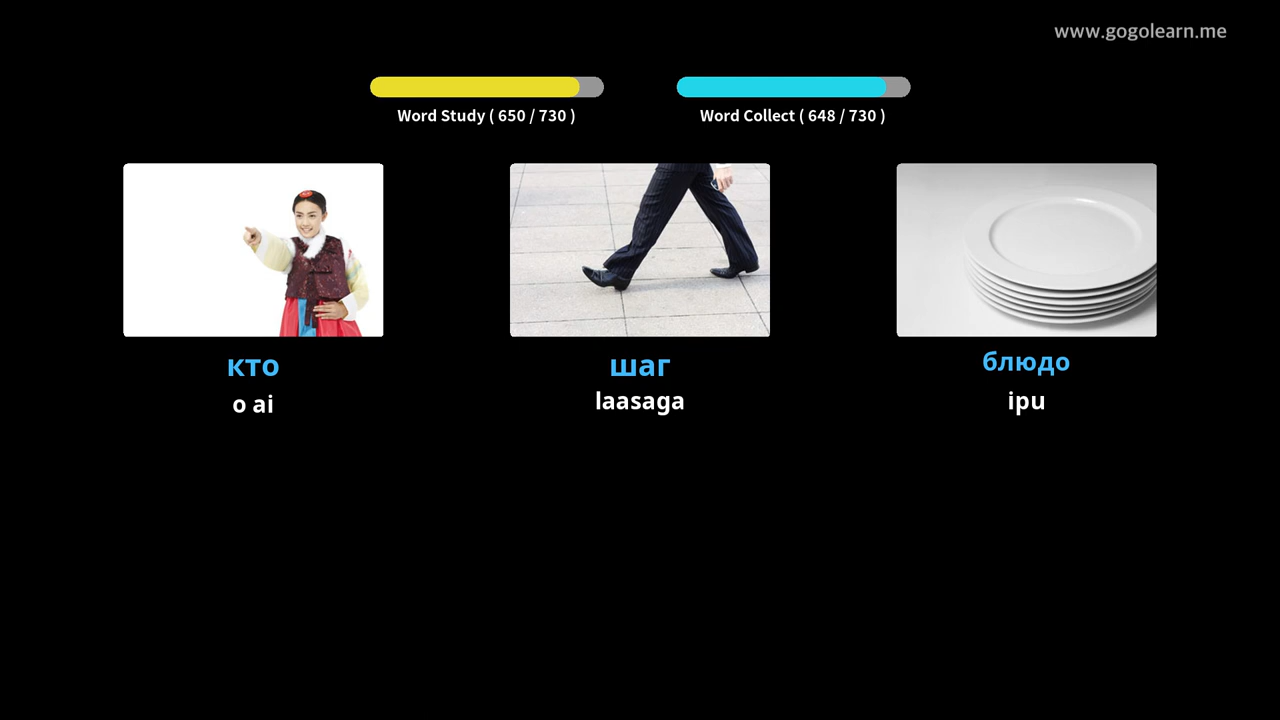 www.gogolearn.me
Word Study ( 650 / 730 )
Word Collect ( 648 / 730 )
кто
o ai
шаг
laasaga
блюдо
ipu